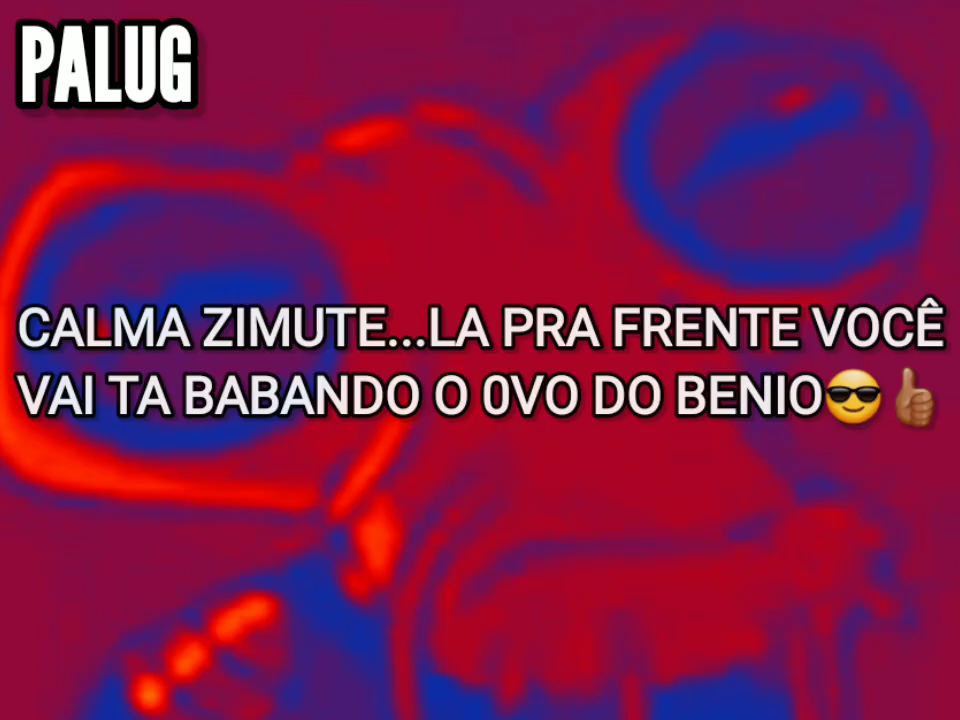 PALUG
CALMA ZIMUTE...LA PRA FRENTE VOCÊ
VAI TA BABANDO O 0VO DO BENIO😎👍🏾